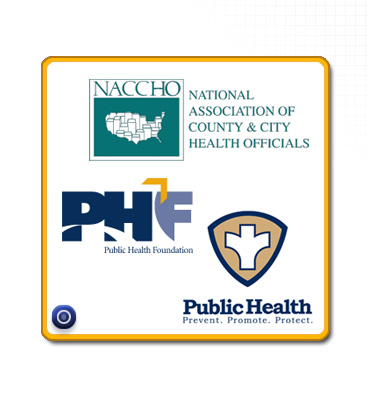 NACCHO
NATIONAL
ASSOCIATION OF
COUNTY & CITY
HEALTH OFFICIALS
PHF
Public Health Foundation
Public Health
Prevent. Promote. Protect.